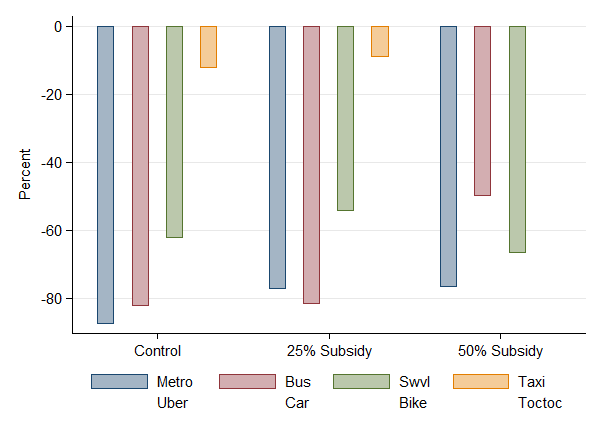 0
-20
-40
-60
-80
Percent
Control 25% Subsidy 50% Subsidy
Metro Bus Swvl Taxi
Uber Car Bike Toctoc